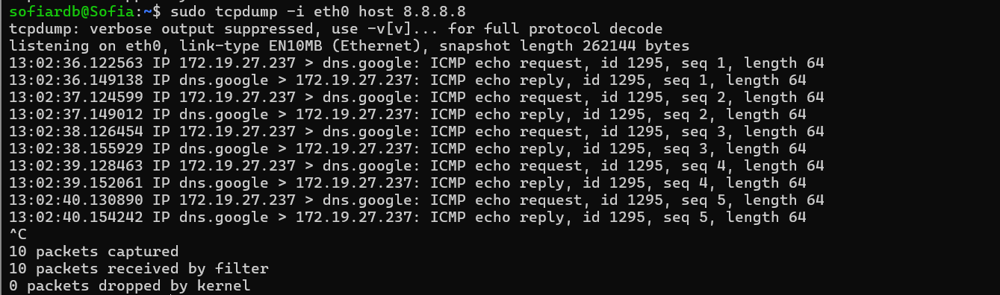 sofiardb@Sofia:~$ sudo tcpdump -i eth0 host 8.8.8.8
tcpdump: verbose output suppressed, use -v[v]... for full protocol decode
listening on eth0, link-type EN10MB (Ethernet), snapshot length 262144 bytes
13:02:36.122563 IP 172.19.27.237 > dns.google: ICMP echo request, id 1295, seq 1, length 64
13:02:36.149138 IP dns.google > 172.19.27.237: ICMP echo reply, id 1295, seq 1, length 64
13:02:37.124599 IP 172.19.27.237 > dns.google: ICMP echo request, id 1295, seq 2, length 64
13:02:37.149012 IP dns.google > 172.19.27.237: ICMP echo reply, id 1295, seq 2, length 64
13:02:38.126454 IP 172.19.27.237 > dns.google: ICMP echo request, id 1295, seq 3, length 64
13:02:38.155929 IP dns.google > 172.19.27.237: ICMP echo reply, id 1295, seq 3, length 64
13:02:39.128463 IP 172.19.27.237 > dns.google: ICMP echo request, id 1295, seq 4, length 64
13:02:39.152061 IP dns.google > 172.19.27.237: ICMP echo reply, id 1295, seq 4, length 64
13:02:40.130890 IP 172.19.27.237 > dns.google: ICMP echo request, id 1295, seq 5, length 64
13:02:40.154242 IP dns.google > 172.19.27.237: ICMP echo reply, id 1295, seq 5, length 64
^C
10 packets captured
10 packets received by filter
0 packets dropped by kernel